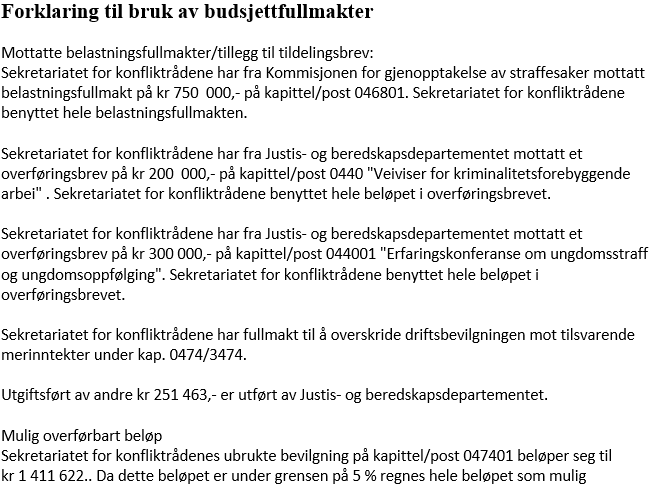 Forklaring til bruk av budsjettfullmakter
Mottatte belastningsfullmakter/tillegg til tildelingsbrev:
Sekretariatet for konfliktrådene har fra Kommisjonen for gjenopptakelse av straffesaker mottatt
belastningsfullmakt på kr 750  000,- på kapittel/post 046801. Sekretariatet for konfliktrådene
benyttet hele belastningsfullmakten.
Sekretariatet for konfliktrådene har fra Justis- og beredskapsdepartementet mottatt et
overføringsbrev på kr 200  000,- på kapittel/post 0440 "Veiviser for kriminalitetsforebyggende
arbei" . Sekretariatet for konfliktrådene benyttet hele beløpet i overføringsbrevet.
Sekretariatet for konfliktrådene har fra Justis- og beredskapsdepartementet mottatt et
overføringsbrev på kr 300 000,- på kapittel/post 044001 "Erfaringskonferanse om ungdomsstraff
og ungdomsoppfølging". Sekretariatet for konfliktrådene benyttet hele beløpet i
overføringsbrevet.
Sekretariatet for konfliktrådene har fullmakt til å overskride driftsbevilgningen mot tilsvarende
merinntekter under kap. 0474/3474.
Utgiftsført av andre kr 251 463,- er utført av Justis- og beredskapsdepartementet.
Mulig overførbart beløp
Sekretariatet for konfliktrådenes ubrukte bevilgning på kapittel/post 047401 beløper seg til
kr 1 411 622.. Da dette beløpet er under grensen på 5 % regnes hele beløpet som mulig